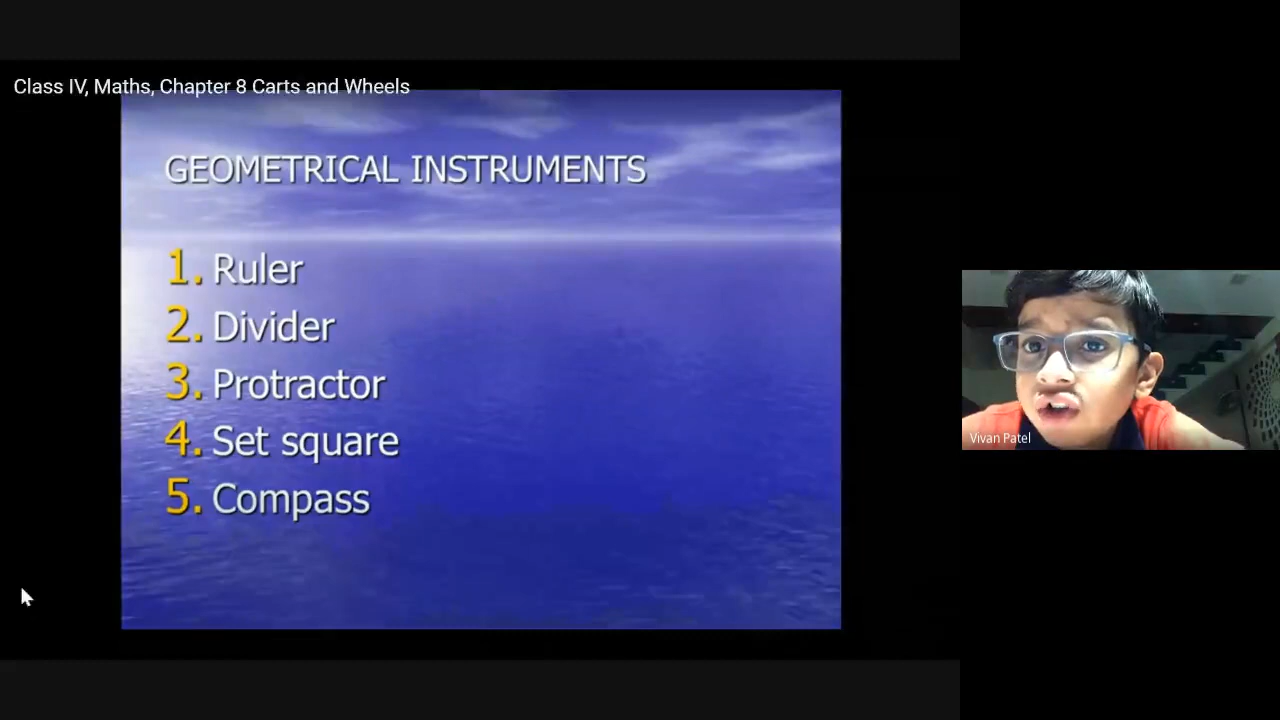 Class IV, Maths, Chapter 8 Carts and Wheels
GEOMETRICAL INSTRUMENTS
1. Ruler
2. Divider
3. Protractor
4. Set square
5. Compass
Vivan Patel